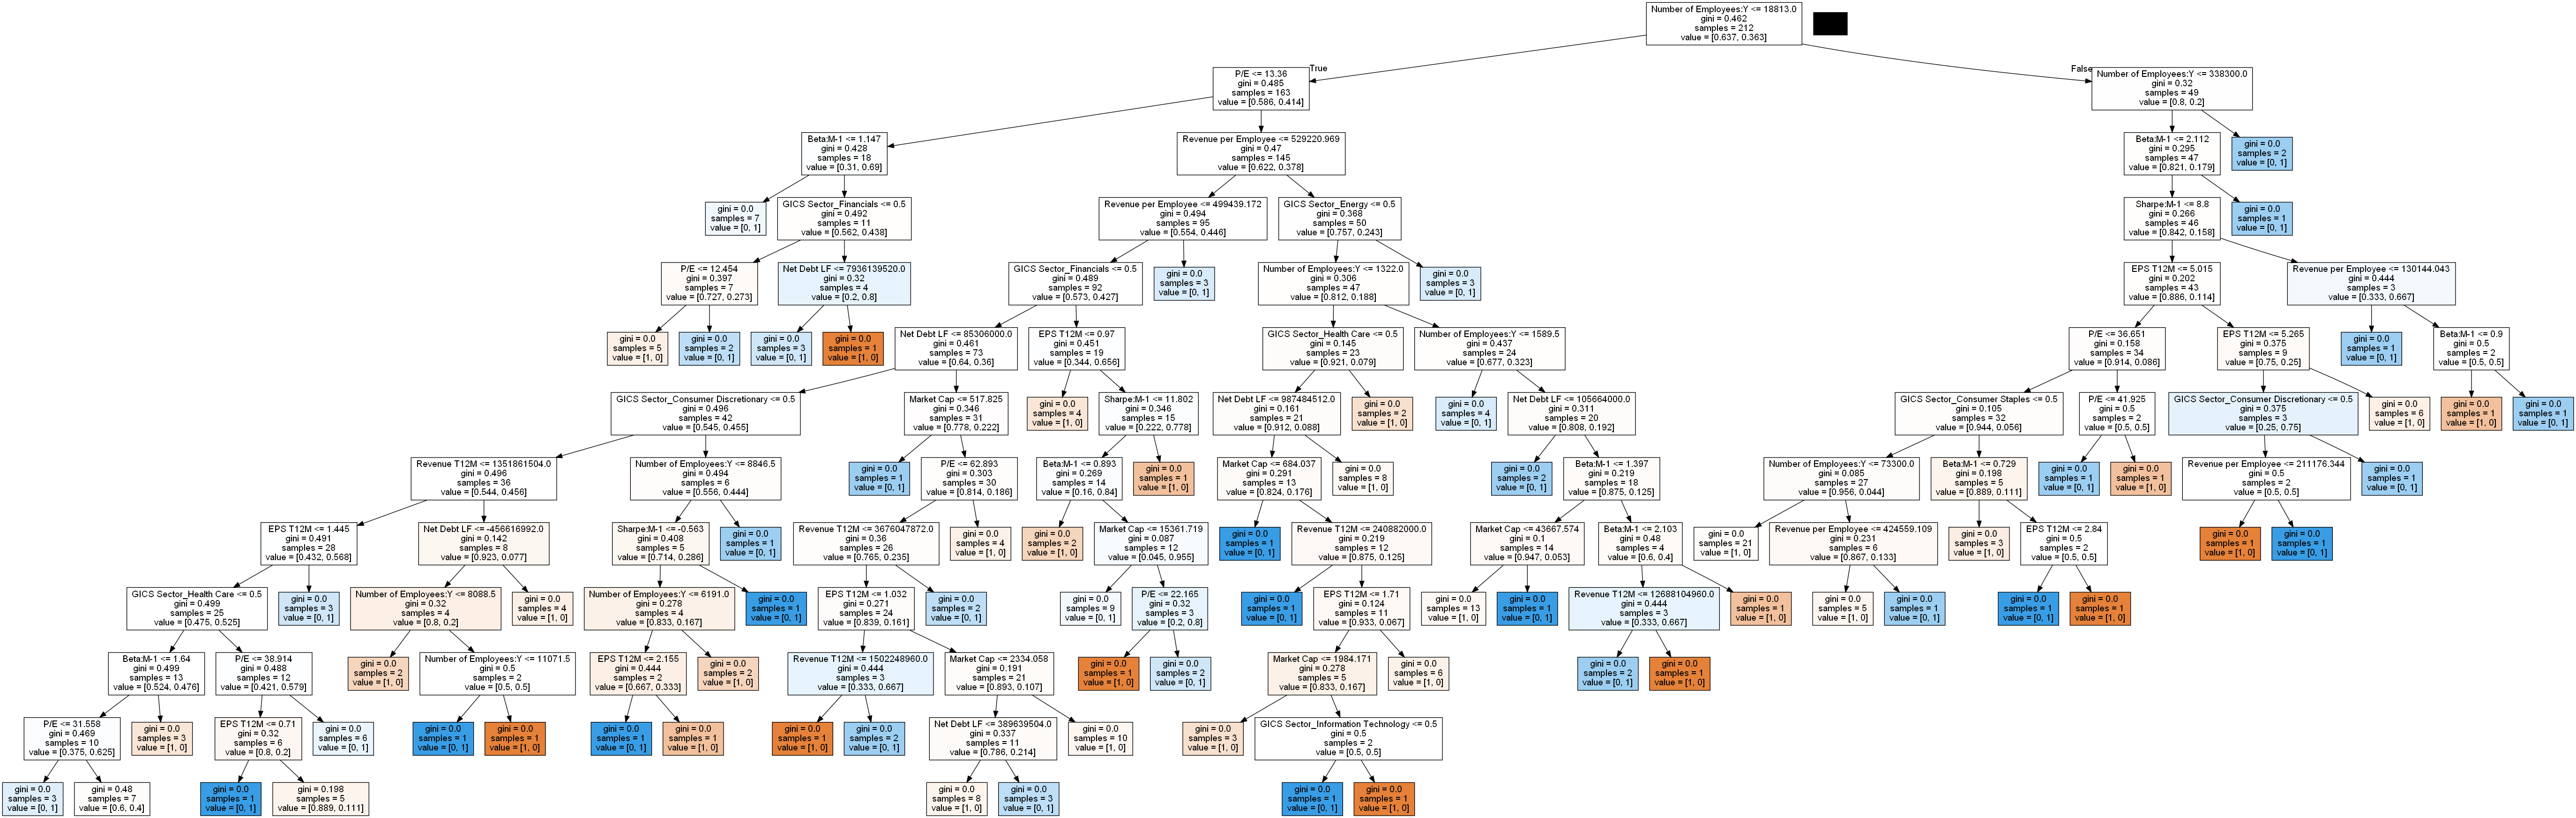 Number of Employees:Y <= 18813.0
gini = 0.462
samples = 212
value = [0.637, 0.363]
True
False
P/E <= 13.36
gini = 0.485
samples = 163
value = [0.586, 0.414]
Number of Employees:Y <= 338300.0
gini = 0.32
samples = 49
value = [0.8, 0.2]
Beta:M-1 <= 1.147
gini = 0.428
samples = 18
value = [0.31, 0.69]
Revenue per Employee <= 529220.969
gini = 0.47
samples = 145
value = [0.622, 0.378]
Beta:M-1 <= 2.112
gini = 0.295
samples = 47
value = [0.821, 0.179]
gini = 0.0
samples = 2
value = [0, 1]
gini = 0.0
samples = 7
value = [0, 1]
GICS Sector_Financials <= 0.5
gini = 0.492
samples = 11
value = [0.562, 0.438]
Revenue per Employee <= 499439.172
gini = 0.494
samples = 95
value = [0.554, 0.446]
GICS Sector_Energy <= 0.5
gini = 0.368
samples = 50
value = [0.757, 0.243]
Sharpe:M-1 <= 8.8
gini = 0.266
samples = 46
value = [0.842, 0.158]
gini = 0.0
samples = 1
value = [0, 1]
P/E <= 12.454
gini = 0.397
samples = 7
value = [0.727, 0.273]
Net Debt LF <= 7936139520.0
gini = 0.32
samples = 4
value = [0.2, 0.8]
GICS Sector_Financials <= 0.5
gini = 0.489
samples = 92
value = [0.573, 0.427]
gini = 0.0
samples = 3
value = [0, 1]
Number of Employees:Y <= 1322.0
gini = 0.306
samples = 47
value = [0.812, 0.188]
gini = 0.0
samples = 3
value = [0, 1]
EPS T12M <= 5.015
gini = 0.202
samples = 43
value = [0.886, 0.114]
Revenue per Employee <= 130144.043
gini = 0.444
samples = 3
value = [0.333, 0.667]
gini = 0.0
samples = 5
value = [1, 0]
gini = 0.0
samples = 2
value = [0, 1]
gini = 0.0
samples = 3
value = [0, 1]
gini = 0.0
samples = 1
value = [1, 0]
Net Debt LF <= 85306000.0
gini = 0.461
samples = 73
value = [0.64, 0.36]
EPS T12M <= 0.97
gini = 0.451
samples = 19
value = [0.344, 0.656]
GICS Sector_Health Care <= 0.5
gini = 0.145
samples = 23
value = [0.921, 0.079]
Number of Employees:Y <= 1589.5
gini = 0.437
samples = 24
value = [0.677, 0.323]
P/E <= 36.651
gini = 0.158
samples = 34
value = [0.914, 0.086]
EPS T12M <= 5.265
gini = 0.375
samples = 9
value = [0.75, 0.25]
gini = 0.0
samples = 1
value = [0, 1]
Beta:M-1 <= 0.9
gini = 0.5
samples = 2
value = [0.5, 0.5]
GICS Sector_Consumer Discretionary <= 0.5
gini = 0.496
samples = 42
value = [0.545, 0.455]
Market Cap <= 517.825
gini = 0.346
samples = 31
value = [0.778, 0.222]
gini = 0.0
samples = 4
value = [1, 0]
Sharpe:M-1 <= 11.802
gini = 0.346
samples = 15
value = [0.222, 0.778]
Net Debt LF <= 987484512.0
gini = 0.161
samples = 21
value = [0.912, 0.088]
gini = 0.0
samples = 2
value = [1, 0]
gini = 0.0
samples = 4
value = [0, 1]
Net Debt LF <= 105664000.0
gini = 0.311
samples = 20
value = [0.808, 0.192]
GICS Sector_Consumer Staples <= 0.5
gini = 0.105
samples = 32
value = [0.944, 0.056]
P/E <= 41.925
gini = 0.5
samples = 2
value = [0.5, 0.5]
GICS Sector_Consumer Discretionary <= 0.5
gini = 0.375
samples = 3
value = [0.25, 0.75]
gini = 0.0
samples = 6
value = [1, 0]
gini = 0.0
samples = 1
value = [1, 0]
gini = 0.0
samples = 1
value = [0, 1]
Revenue T12M <= 1351861504.0
gini = 0.496
samples = 36
value = [0.544, 0.456]
Number of Employees:Y <= 8846.5
gini = 0.494
samples = 6
value = [0.556, 0.444]
gini = 0.0
samples = 1
value = [0, 1]
P/E <= 62.893
gini = 0.303
samples = 30
value = [0.814, 0.186]
Beta:M-1 <= 0.893
gini = 0.269
samples = 14
value = [0.16, 0.84]
gini = 0.0
samples = 1
value = [1, 0]
Market Cap <= 684.037
gini = 0.291
samples = 13
value = [0.824, 0.176]
gini = 0.0
samples = 8
value = [1, 0]
gini = 0.0
samples = 2
value = [0, 1]
Beta:M-1 <= 1.397
gini = 0.219
samples = 18
value = [0.875, 0.125]
Number of Employees:Y <= 73300.0
gini = 0.085
samples = 27
value = [0.956, 0.044]
Beta:M-1 <= 0.729
gini = 0.198
samples = 5
value = [0.889, 0.111]
gini = 0.0
samples = 1
value = [0, 1]
gini = 0.0
samples = 1
value = [1, 0]
Revenue per Employee <= 211176.344
gini = 0.5
samples = 2
value = [0.5, 0.5]
gini = 0.0
samples = 1
value = [0, 1]
EPS T12M <= 1.445
gini = 0.491
samples = 28
value = [0.432, 0.568]
Net Debt LF <= -456616992.0
gini = 0.142
samples = 8
value = [0.923, 0.077]
Sharpe:M-1 <= -0.563
gini = 0.408
samples = 5
value = [0.714, 0.286]
gini = 0.0
samples = 1
value = [0, 1]
Revenue T12M <= 3676047872.0
gini = 0.36
samples = 26
value = [0.765, 0.235]
gini = 0.0
samples = 4
value = [1, 0]
gini = 0.0
samples = 2
value = [1, 0]
Market Cap <= 15361.719
gini = 0.087
samples = 12
value = [0.045, 0.955]
gini = 0.0
samples = 1
value = [0, 1]
Revenue T12M <= 240882000.0
gini = 0.219
samples = 12
value = [0.875, 0.125]
Market Cap <= 43667.574
gini = 0.1
samples = 14
value = [0.947, 0.053]
Beta:M-1 <= 2.103
gini = 0.48
samples = 4
value = [0.6, 0.4]
gini = 0.0
samples = 21
value = [1, 0]
Revenue per Employee <= 424559.109
gini = 0.231
samples = 6
value = [0.867, 0.133]
gini = 0.0
samples = 3
value = [1, 0]
EPS T12M <= 2.84
gini = 0.5
samples = 2
value = [0.5, 0.5]
gini = 0.0
samples = 1
value = [1, 0]
gini = 0.0
samples = 1
value = [0, 1]
GICS Sector_Health Care <= 0.5
gini = 0.499
samples = 25
value = [0.475, 0.525]
gini = 0.0
samples = 3
value = [0, 1]
Number of Employees:Y <= 8088.5
gini = 0.32
samples = 4
value = [0.8, 0.2]
gini = 0.0
samples = 4
value = [1, 0]
Number of Employees:Y <= 6191.0
gini = 0.278
samples = 4
value = [0.833, 0.167]
gini = 0.0
samples = 1
value = [0, 1]
EPS T12M <= 1.032
gini = 0.271
samples = 24
value = [0.839, 0.161]
gini = 0.0
samples = 2
value = [0, 1]
gini = 0.0
samples = 9
value = [0, 1]
P/E <= 22.165
gini = 0.32
samples = 3
value = [0.2, 0.8]
gini = 0.0
samples = 1
value = [0, 1]
EPS T12M <= 1.71
gini = 0.124
samples = 11
value = [0.933, 0.067]
gini = 0.0
samples = 13
value = [1, 0]
gini = 0.0
samples = 1
value = [0, 1]
Revenue T12M <= 12688104960.0
gini = 0.444
samples = 3
value = [0.333, 0.667]
gini = 0.0
samples = 1
value = [1, 0]
gini = 0.0
samples = 5
value = [1, 0]
gini = 0.0
samples = 1
value = [0, 1]
gini = 0.0
samples = 1
value = [0, 1]
gini = 0.0
samples = 1
value = [1, 0]
Beta:M-1 <= 1.64
gini = 0.499
samples = 13
value = [0.524, 0.476]
P/E <= 38.914
gini = 0.488
samples = 12
value = [0.421, 0.579]
gini = 0.0
samples = 2
value = [1, 0]
Number of Employees:Y <= 11071.5
gini = 0.5
samples = 2
value = [0.5, 0.5]
EPS T12M <= 2.155
gini = 0.444
samples = 2
value = [0.667, 0.333]
gini = 0.0
samples = 2
value = [1, 0]
Revenue T12M <= 1502248960.0
gini = 0.444
samples = 3
value = [0.333, 0.667]
Market Cap <= 2334.058
gini = 0.191
samples = 21
value = [0.893, 0.107]
gini = 0.0
samples = 1
value = [1, 0]
gini = 0.0
samples = 2
value = [0, 1]
Market Cap <= 1984.171
gini = 0.278
samples = 5
value = [0.833, 0.167]
gini = 0.0
samples = 6
value = [1, 0]
gini = 0.0
samples = 2
value = [0, 1]
gini = 0.0
samples = 1
value = [1, 0]
P/E <= 31.558
gini = 0.469
samples = 10
value = [0.375, 0.625]
gini = 0.0
samples = 3
value = [1, 0]
EPS T12M <= 0.71
gini = 0.32
samples = 6
value = [0.8, 0.2]
gini = 0.0
samples = 6
value = [0, 1]
gini = 0.0
samples = 1
value = [0, 1]
gini = 0.0
samples = 1
value = [1, 0]
gini = 0.0
samples = 1
value = [0, 1]
gini = 0.0
samples = 1
value = [1, 0]
gini = 0.0
samples = 1
value = [1, 0]
gini = 0.0
samples = 2
value = [0, 1]
Net Debt LF <= 389639504.0
gini = 0.337
samples = 11
value = [0.786, 0.214]
gini = 0.0
samples = 10
value = [1, 0]
gini = 0.0
samples = 3
value = [1, 0]
GICS Sector_Information Technology <= 0.5
gini = 0.5
samples = 2
value = [0.5, 0.5]
gini = 0.0
samples = 3
value = [0, 1]
gini = 0.48
samples = 7
value = [0.6, 0.4]
gini = 0.0
samples = 1
value = [0, 1]
gini = 0.198
samples = 5
value = [0.889, 0.111]
gini = 0.0
samples = 8
value = [1, 0]
gini = 0.0
samples = 3
value = [0, 1]
gini = 0.0
samples = 1
value = [0, 1]
gini = 0.0
samples = 1
value = [1, 0]